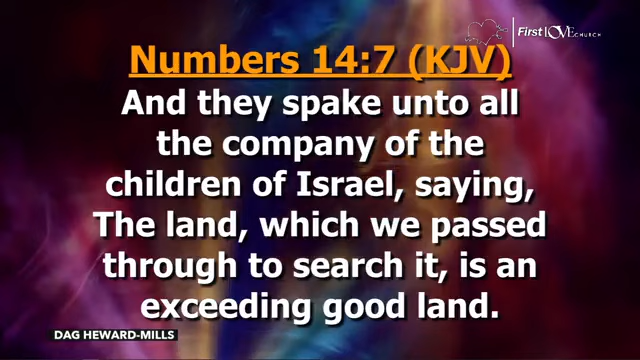 First LOVE CHURCH
Numbers 14:7 (KJV)
And they spake unto all
the company of the
children of Israel, saying,
The land, which we passed
through to search it, is an
exceeding good land.
DAG HEWARD-MILLS